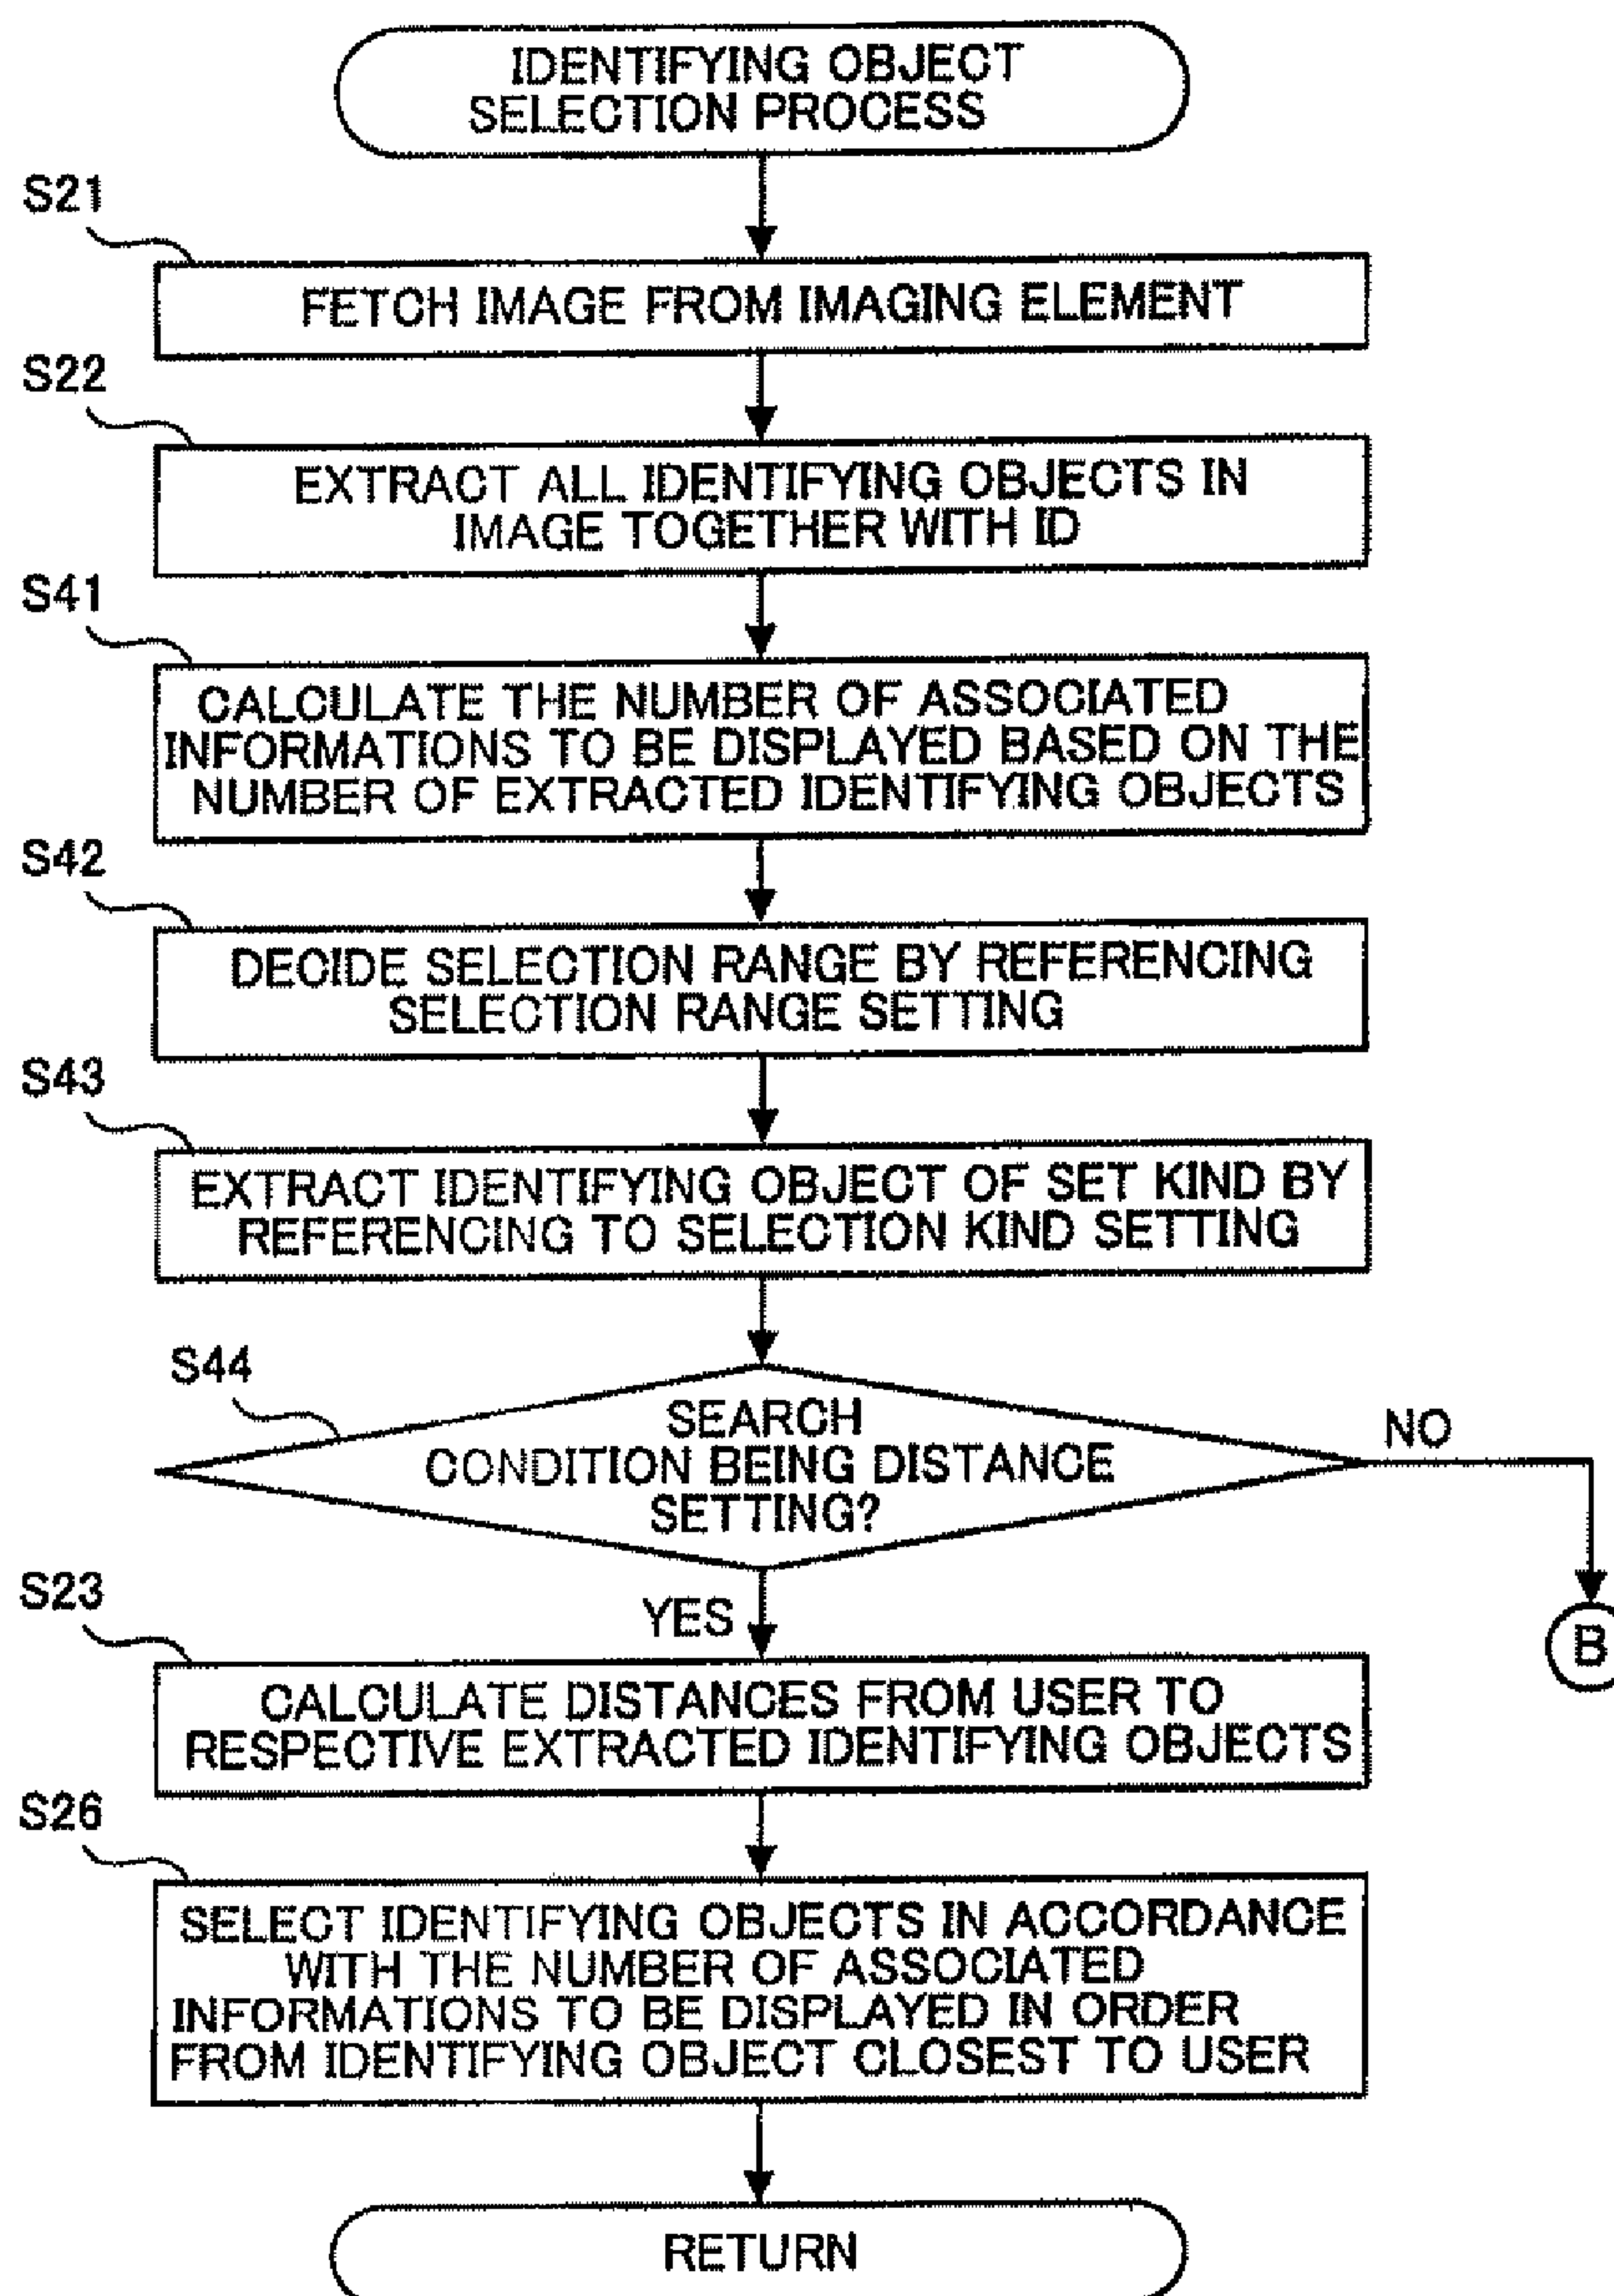 IDENTIFYING OBJECT
SELECTION PROCESS
S21
FETCH IMAGE FROM IMAGING ELEMENT
S22
EXTRACT ALL IDENTIFYING OBJECTS IN
IMAGE TOGETHER WITH ID
S41
CALCULATE THE NUMBER OF ASSOCIATED
INFORMATIONS TO BE DISPLAYED BASED ON THE
NUMBER OF EXTRACTED IDENTIFYING OBJECTS
S42
DECIDE SELECTION RANGE BY REFERENCING
SELECTION RANGE SETTING
S43
EXTRACT IDENTIFYING OBJECT OF SET KIND BY
REFERENCING TO SELECTION KIND SETTING
S44
SEARCH
CONDITION BEING DISTANCE
SETTING?
NO
B
YES
S23
CALCULATE DISTANCES FROM USER TO
RESPECTIVE EXTRACTED IDENTIFYING OBJECTS
S26
SELECT IDENTIFYING OBJECTS IN ACCORDANCE
WITH THE NUMBER OF ASSOCIATED
INFORMATIONS TO BE DISPLAYED IN ORDER
FROM IDENTIFYING OBJECT CLOSEST TO USER
RETURN